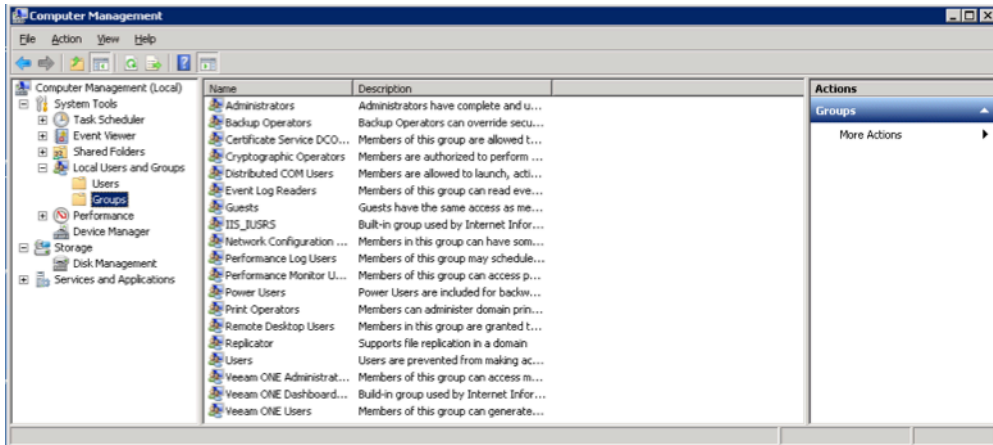 Computer Management
File Action View Help
Computer Management (Local)
System Tools
Task Scheduler
Event Viewer
Shared Folders
Local Users and Groups
Users
Groups
Performance
Device Manager
Storage
Disk Management
Services and Applications
Name Description
Administrators Administrators have complete and u...
Backup Operators Backup Operators can override secu...
Certificate Service DCO... Members of this group are allowed t...
Cryptographic Operators Members are authorized to perform ...
Distributed COM Users Members are allowed to launch, acti...
Event Log Readers Members of this group can read eve...
Guests Guests have the same access as me...
IIS_IUSRS Built-in group used by Internet Infor...
Network Configuration ... Members in this group can have som...
Performance Log Users Members of this group may schedule...
Performance Monitor U... Members of this group can access p...
Power Users Power Users are included for backw...
Print Operators Members can administer domain prin...
Remote Desktop Users Members in this group are granted t...
Replicator Supports file replication in a domain
Users Users are prevented from making ac...
Veeam ONE Administrat... Members of this group can access m...
Veeam ONE Dashboard... Build-in group used by Internet Infor...
Veeam ONE Users Members of this group can generate...
Actions
Groups
More Actions